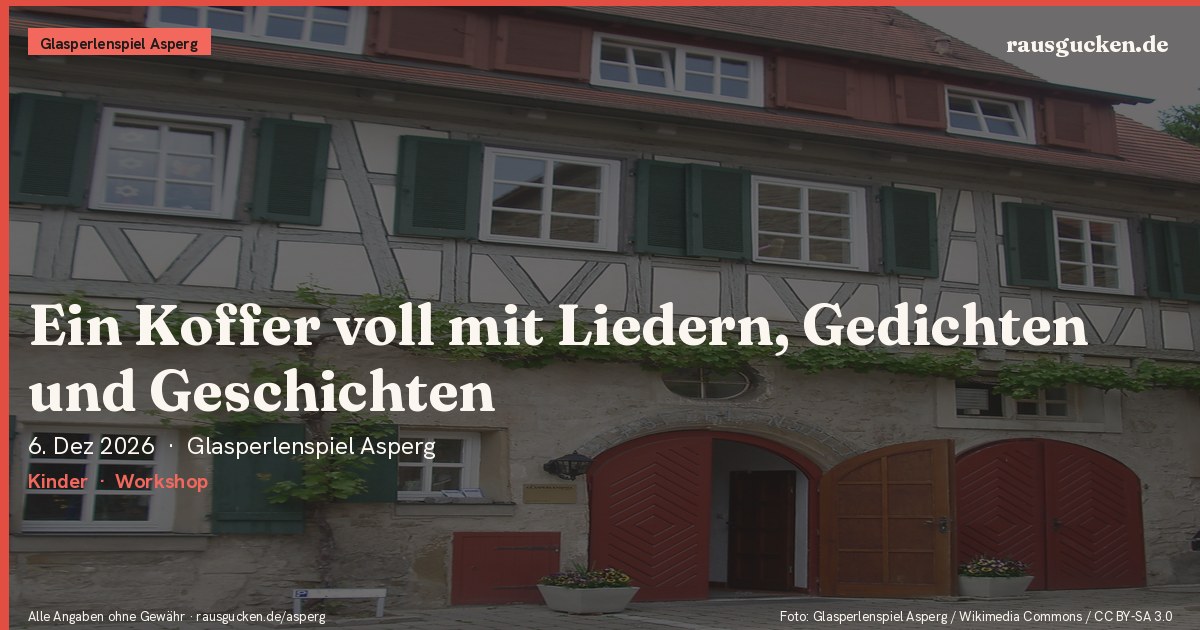 Glasperlenspiel Asperg
rausgucken.de
Ein Koffer voll mit Liedern, Gedichten
und Geschichten
6. Dez 2026 · Glasperlenspiel Asperg
Kinder · Workshop
Alle Angaben ohne Gewähr · rausgucken.de/asperg
Foto: Glasperlenspiel Asperg / Wikimedia Commons / CC BY-SA 3.0